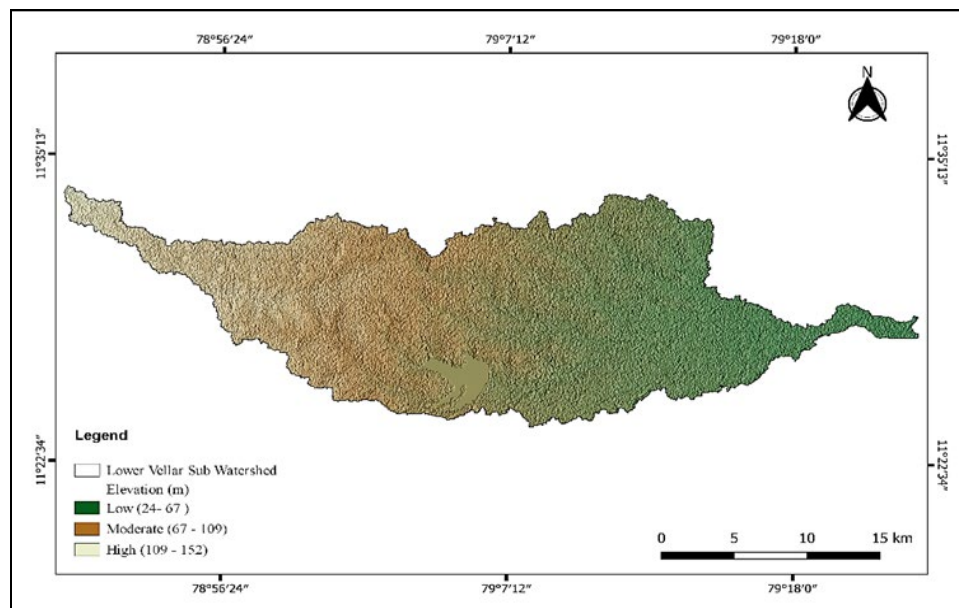 78°56′24″ 79°7′12″ 79°18′0″
N
11°35′13″ 11°35′13″
11°22′34″ 11°22′34″
Legend
Lower Vellar Sub Watershed
Elevation (m)
Low (24- 67 )
Moderate (67 - 109)
High (109 - 152)
0 5 10 15 km
78°56′24″ 79°7′12″ 79°18′0″